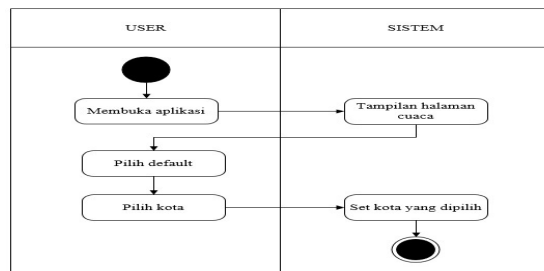 USER
SISTEM
Membuka aplikasi
Tampilan halaman
cuaca
Pilih default
Pilih kota
Set kota yang dipilih